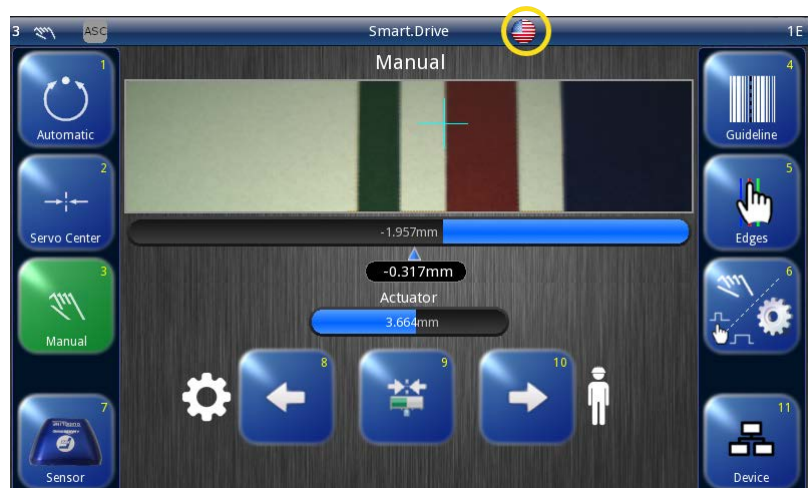 3 ASC Smart.Drive 1E
Manual
1
Automatic
2
Servo Center
3
Manual
7
Sensor
-1.957mm
-0.317mm
Actuator
3.664mm
8
9
10
4
Guideline
5
Edges
6
11
Device